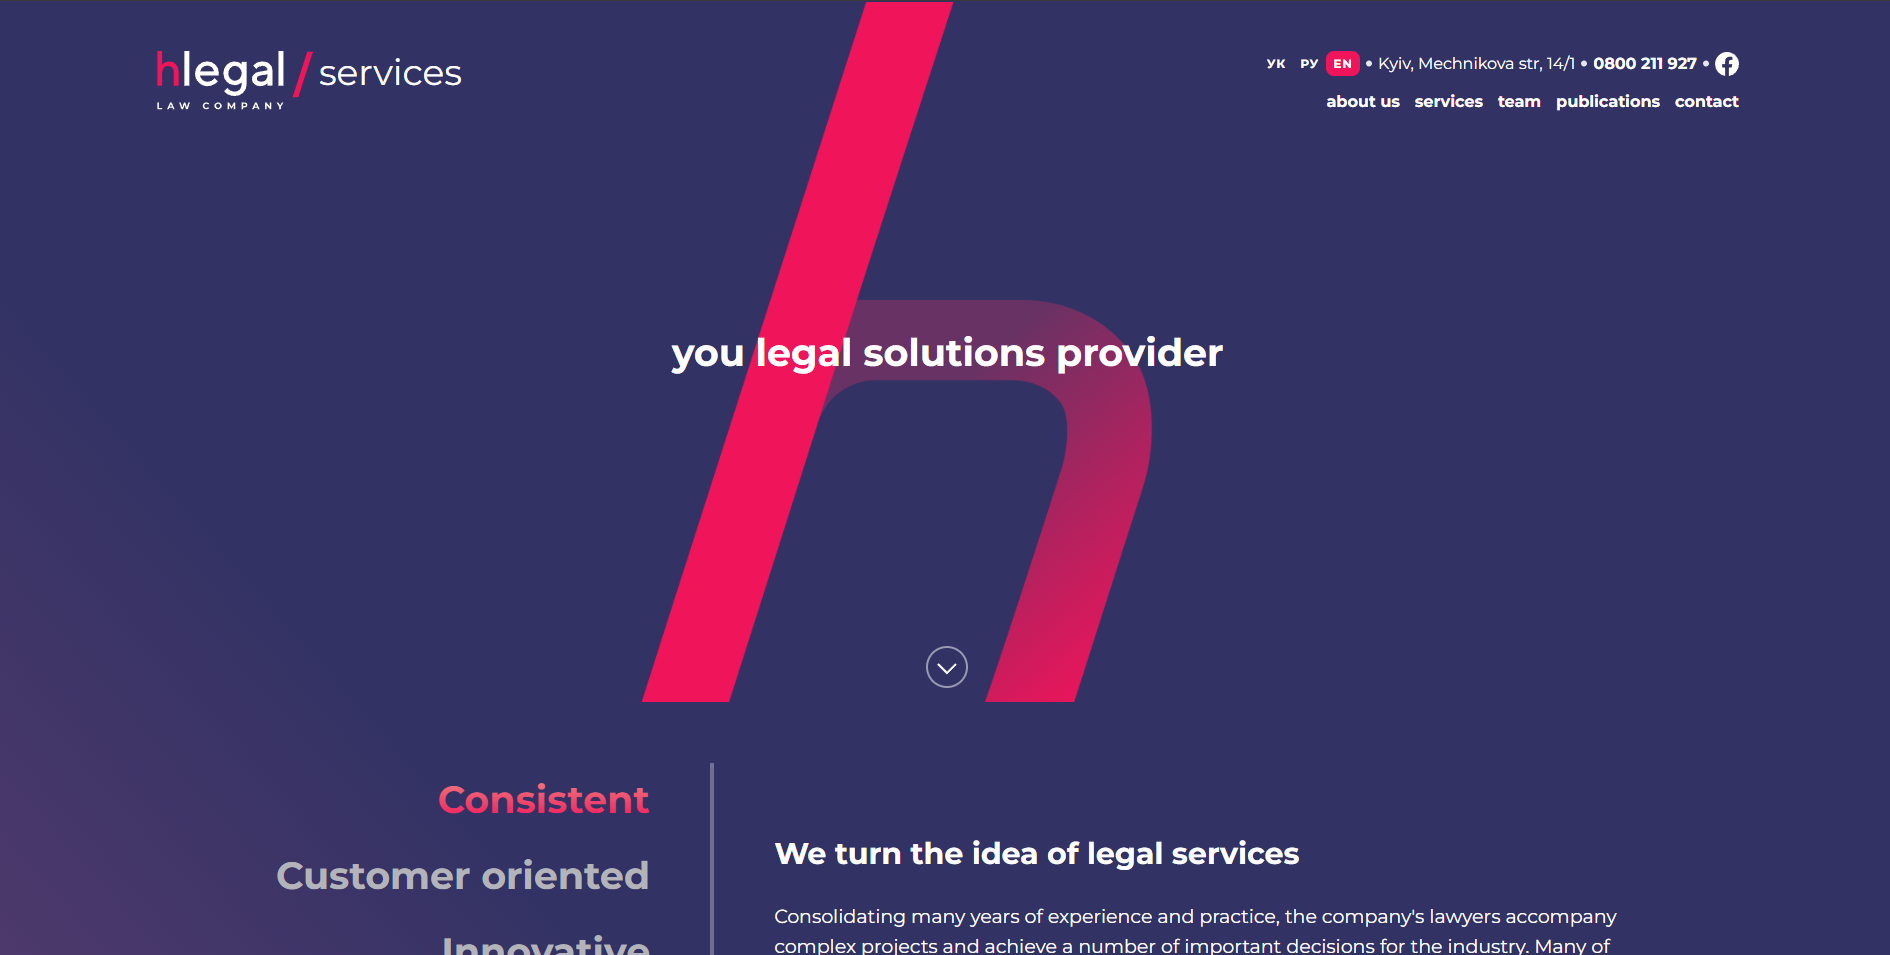 hlegal / services
LAW COMPANY
УК РУ EN • Kyiv, Mechnikova str, 14/1 • 0800 211 927 •
about us services team publications contact
you legal solutions provider
Consistent
Customer oriented
Innovative
We turn the idea of legal services
Consolidating many years of experience and practice, the company's lawyers accompany
complex projects and achieve a number of important decisions for the industry. Many of